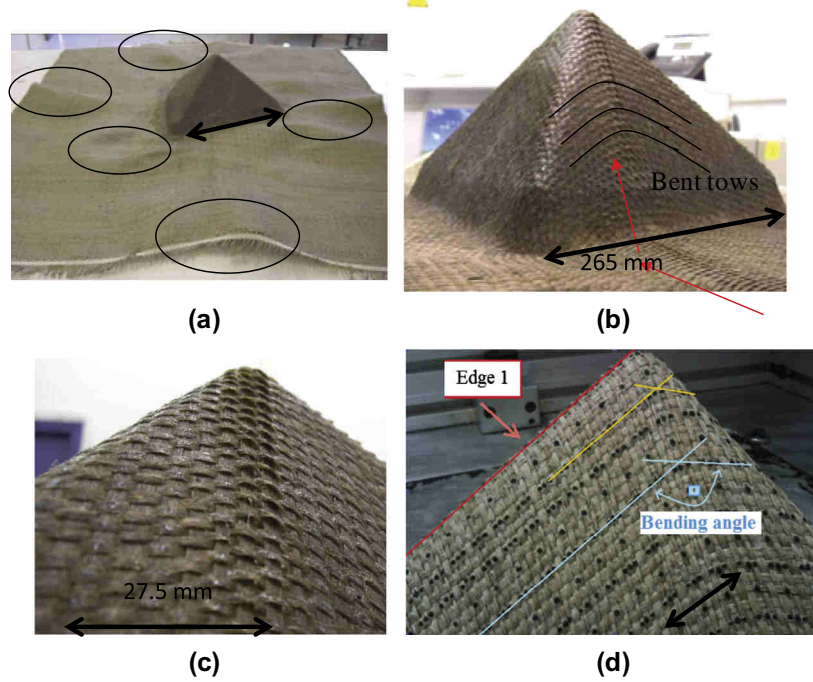 Bent tows
265 mm
(a)
(b)
Edge 1
27.5 mm
Bending angle
(c)
(d)